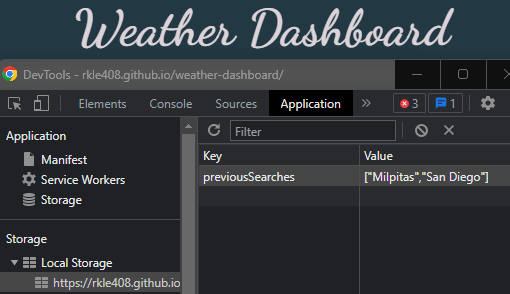 Weather Dashboard
DevTools - rkle408.github.io/weather-dashboard/
Elements Console Sources Application » 3 1
Application
Manifest
Service Workers
Storage
Storage
Local Storage
https://rkle408.github.io
Filter
Key Value
previousSearches ["Milpitas","San Diego"]